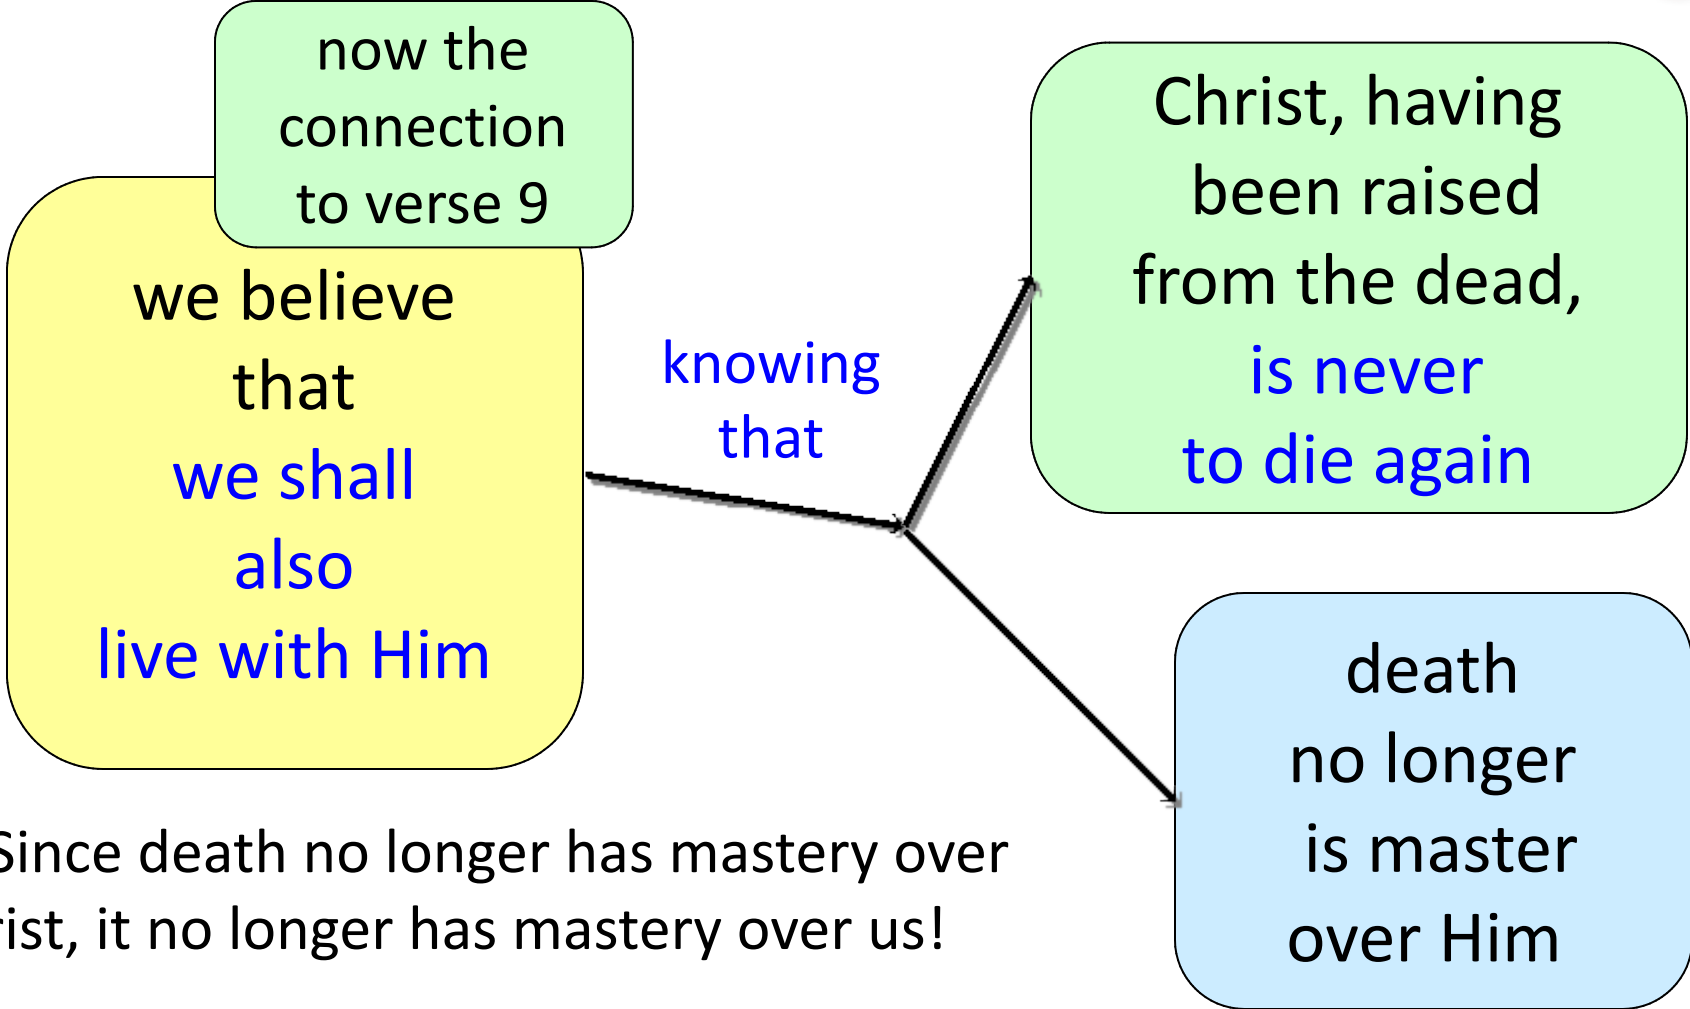 now the
connection
to verse 9
we believe
that
we shall
also
live with Him
knowing
that
Christ, having
been raised
from the dead,
is never
to die again
death
no longer
is master
over Him
Since death no longer has mastery over
rist, it no longer has mastery over us!